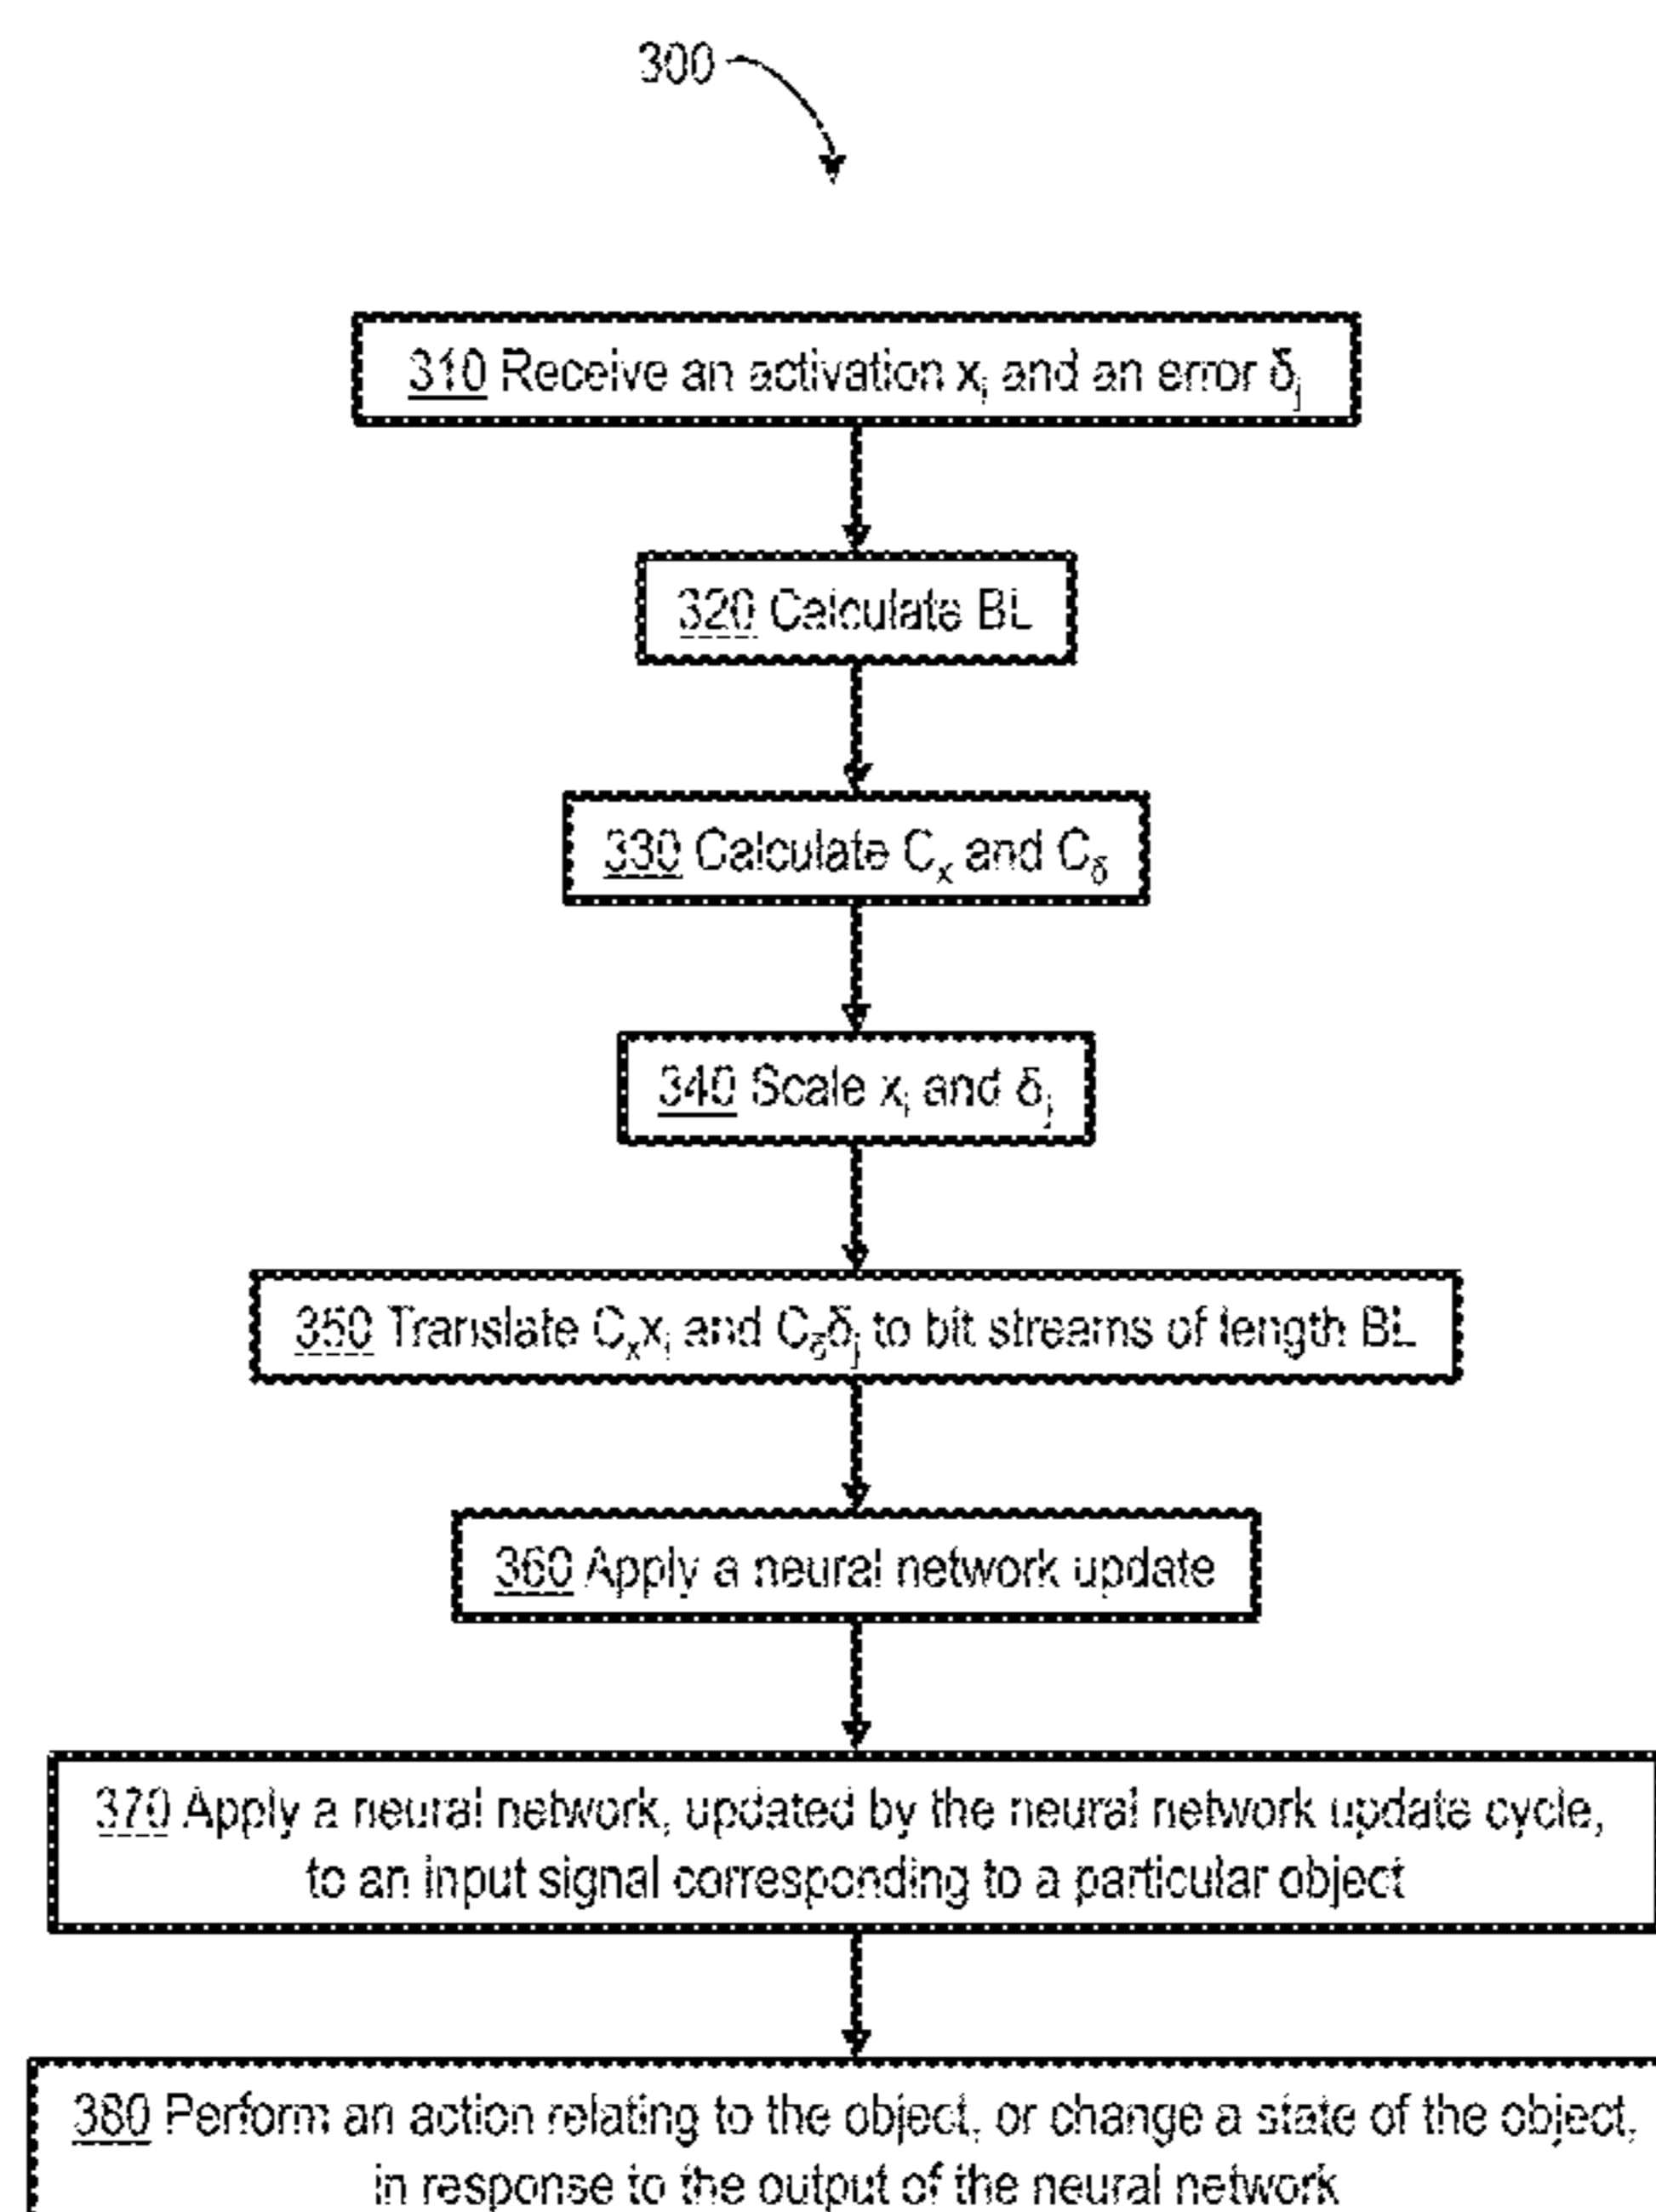 300
310 Receive an activation xᵢ and an error δⱼ
320 Calculate BL
330 Calculate Cₓ and C_δ
340 Scale xᵢ and δⱼ
350 Translate Cₓxᵢ and C_δδⱼ to bit streams of length BL
360 Apply a neural network update
370 Apply a neural network, updated by the neural network update cycle,
to an input signal corresponding to a particular object
380 Perform an action relating to the object, or change a state of the object,
in response to the output of the neural network